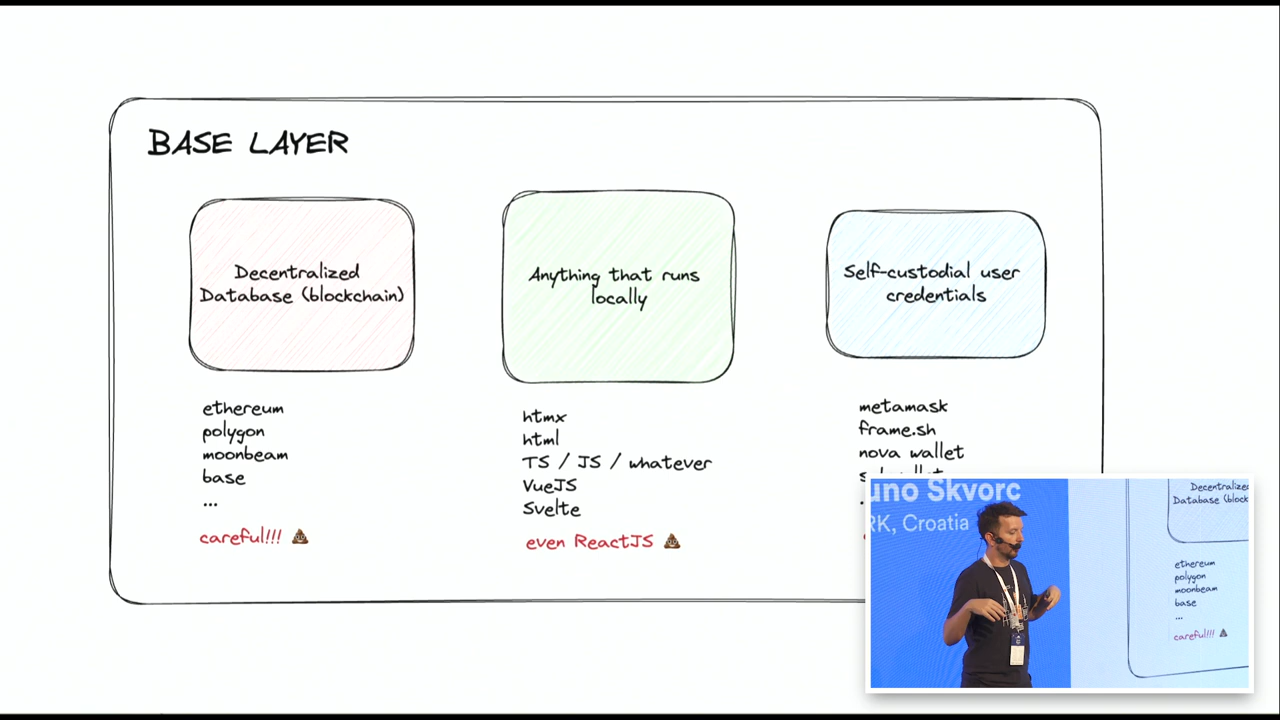 BASE LAYER
Decentralized
Database (blockchain)
Anything that runs
locally
Self-custodial user
credentials
ethereum
polygon
moonbeam
base
...
careful!!! 💩
htmx
html
TS / JS / whatever
VueJS
Svelte
even ReactJS 💩
metamask
frame.sh
nova wallet
uno Skvorc
RK, Croatia
Decentralized
Database (block
ethereum
polygon
moonbeam
base
...
careful!!! 💩